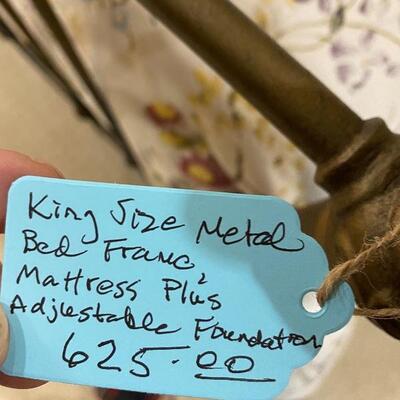 King Size Metal
Bed Frame
Mattress Plus
Adjustable Foundation
625.00